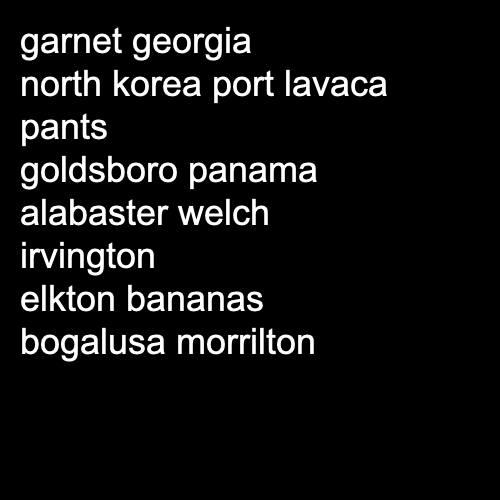 garnet georgia
north korea port lavaca
pants
goldsboro panama
alabaster welch
irvington
elkton bananas
bogalusa morrilton